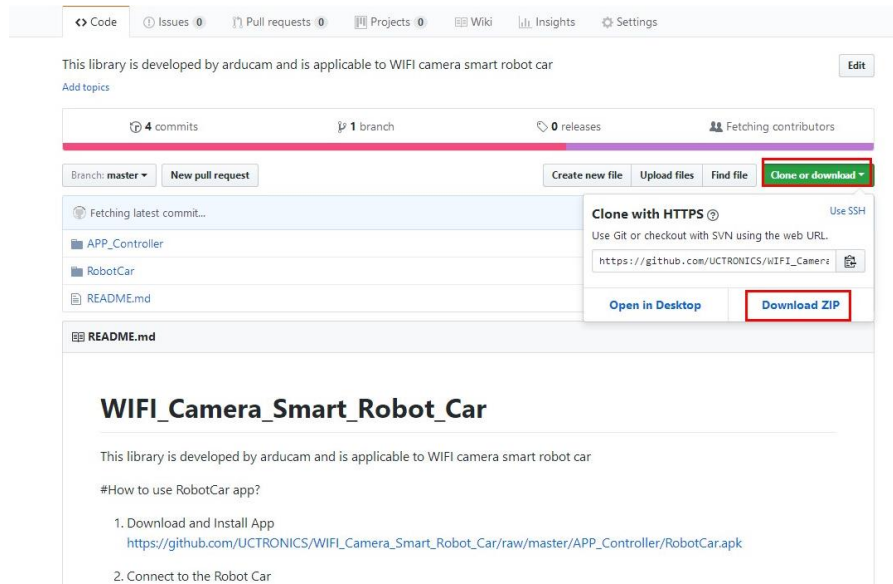 Code Issues 0 Pull requests 0 Projects 0 Wiki Insights Settings
This library is developed by arducam and is applicable to WIFI camera smart robot car Edit
Add topics
4 commits 1 branch 0 releases Fetching contributors
Branch: master New pull request Create new file Upload files Find file Clone or download
Fetching latest commit...
APP_Controller
RobotCar
README.md
Clone with HTTPS Use SSH
Use Git or checkout with SVN using the web URL.
https://github.com/UCTRONICS/WIFI_Camera
Open in Desktop Download ZIP
README.md
WIFI_Camera_Smart_Robot_Car
This library is developed by arducam and is applicable to WIFI camera smart robot car
#How to use RobotCar app?
1. Download and Install App
https://github.com/UCTRONICS/WIFI_Camera_Smart_Robot_Car/raw/master/APP_Controller/RobotCar.apk
2. Connect to the Robot Car